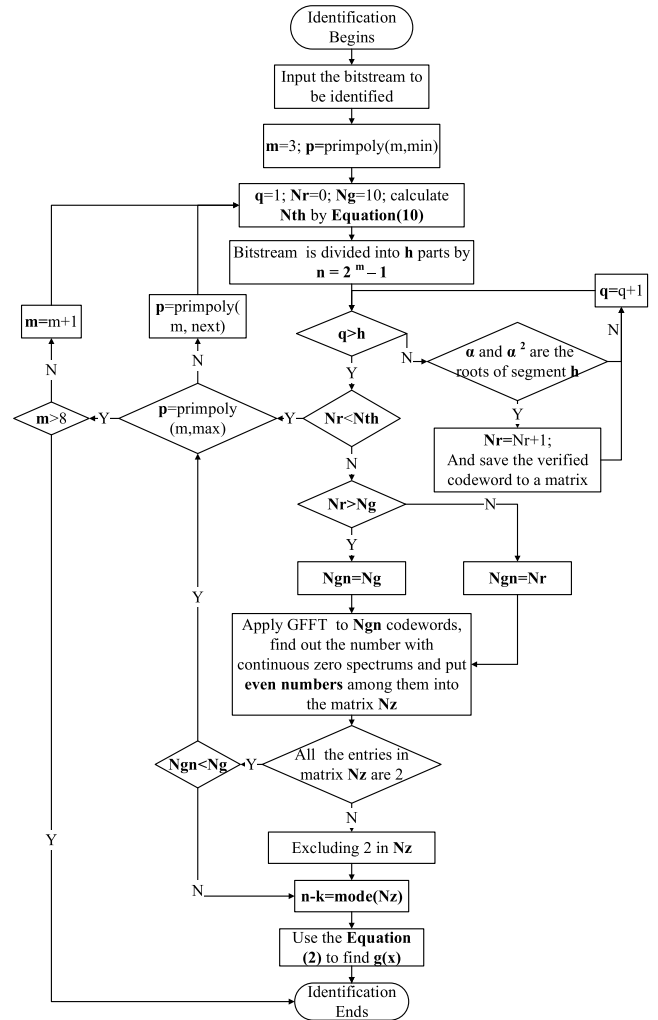 Identification
Begins
Input the bitstream to
be identified
m=3; p=primpoly(m,min)
q=1; Nr=0; Ng=10; calculate
Nth by Equation(10)
Bitstream is divided into h parts by
n = 2 ᵐ – 1
q=q+1
m=m+1
p=primpoly(
m, next)
q>h
N
α and α ² are the
roots of segment h
N
N
N
Y
Y
m>8
Y
p=primpoly
(m,max)
Y
Nr<Nth
Nr=Nr+1;
And save the verified
codeword to a matrix
N
Nr>Ng
N
Y
Ngn=Ng
Ngn=Nr
Y
Apply GFFT to Ngn codewords,
find out the number with
continuous zero spectrums and put
even numbers among them into
the matrix Nz
Ngn<Ng
Y
All the entries in
matrix Nz are 2
N
Y
Excluding 2 in Nz
N
n-k=mode(Nz)
Use the Equation
(2) to find g(x)
Identification
Ends